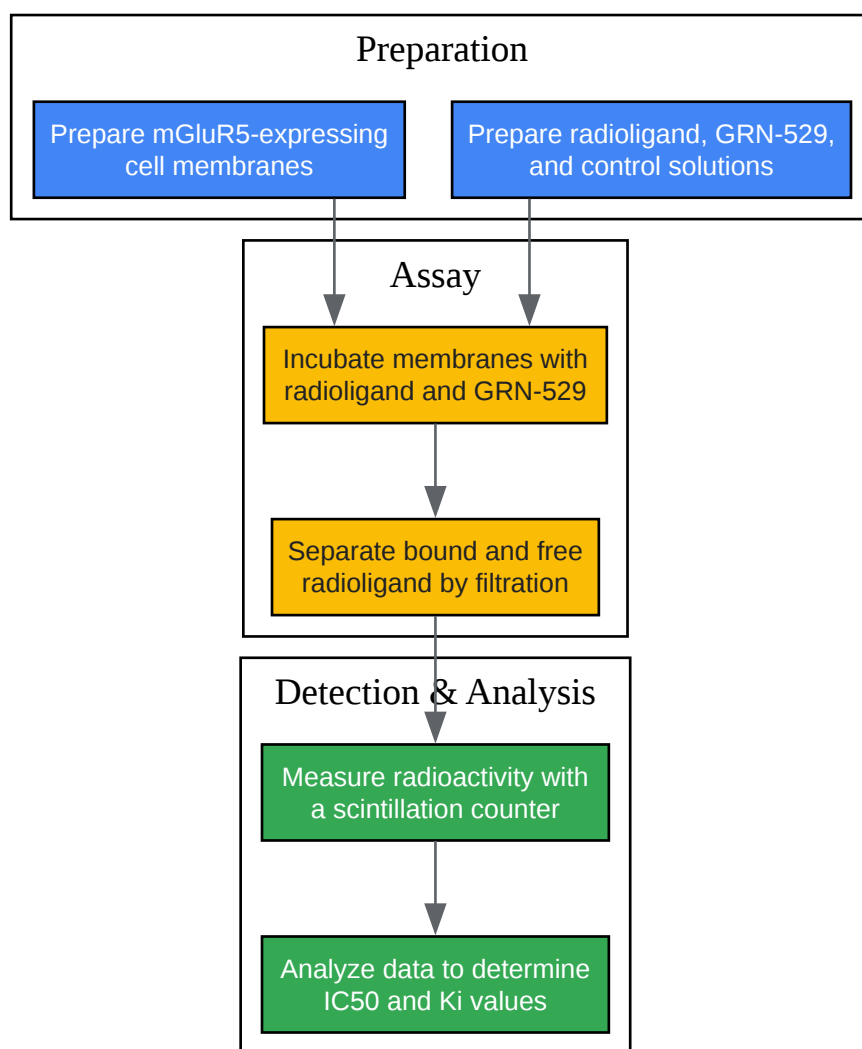 Preparation
Prepare mGluR5-expressing
cell membranes
Prepare radioligand, GRN-529,
and control solutions
Assay
Incubate membranes with
radioligand and GRN-529
Separate bound and free
radioligand by filtration
Detection & Analysis
Measure radioactivity with
a scintillation counter
Analyze data to determine
IC50 and Ki values